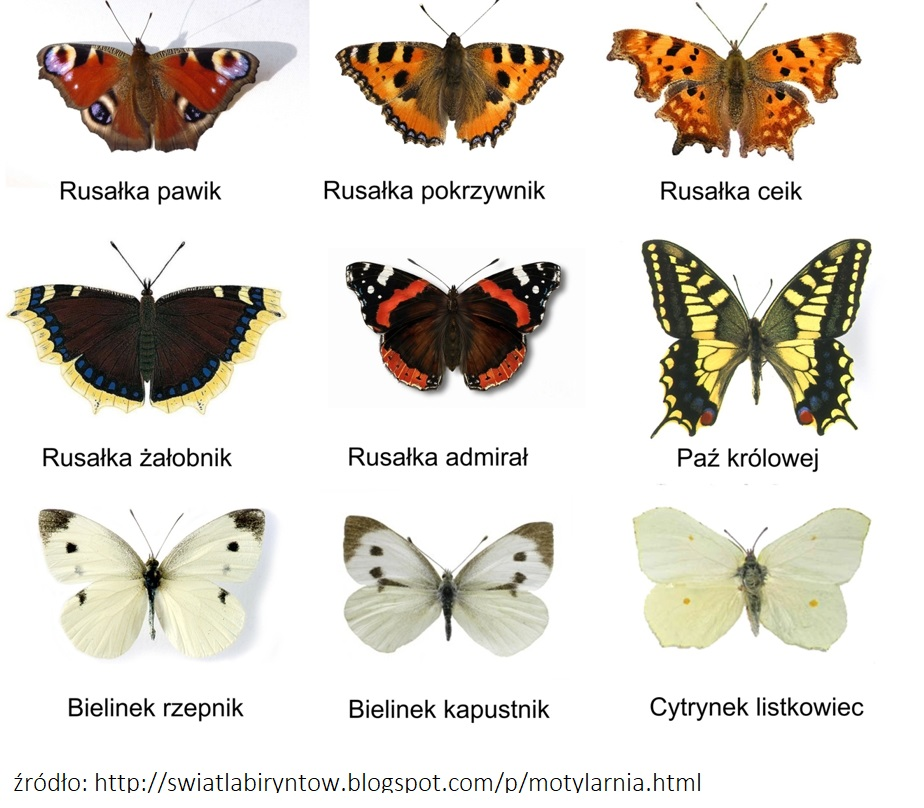 Rusałka pawik
Rusałka pokrzywnik
Rusałka ceik
Rusałka żałobnik
Rusałka admirał
Paź królowej
Bielinek rzepnik
Bielinek kapustnik
Cytrynek listkowiec
źródło: http://swiatlabiryntow.blogspot.com/p/motylarnia.html